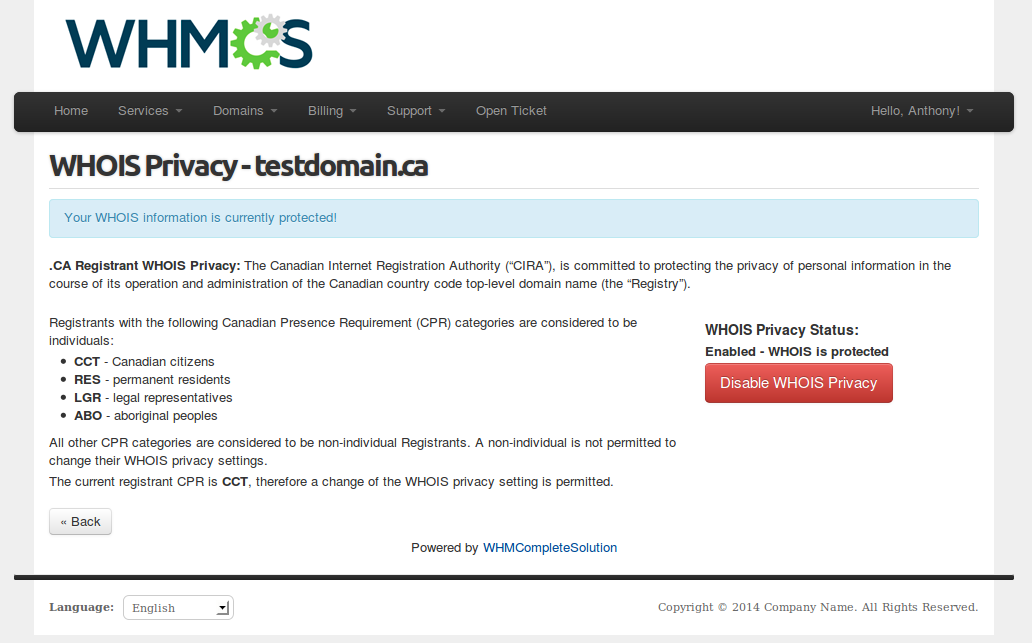 WHMCS
Home Services Domains Billing Support Open Ticket Hello, Anthony!
WHOIS Privacy - testdomain.ca
Your WHOIS information is currently protected!
.CA Registrant WHOIS Privacy: The Canadian Internet Registration Authority (“CIRA”), is committed to protecting the privacy of personal information in the
course of its operation and administration of the Canadian country code top-level domain name (the “Registry”).
Registrants with the following Canadian Presence Requirement (CPR) categories are considered to be
individuals:
• CCT - Canadian citizens
• RES - permanent residents
• LGR - legal representatives
• ABO - aboriginal peoples
All other CPR categories are considered to be non-individual Registrants. A non-individual is not permitted to
change their WHOIS privacy settings.
The current registrant CPR is CCT, therefore a change of the WHOIS privacy setting is permitted.
WHOIS Privacy Status:
Enabled - WHOIS is protected
Disable WHOIS Privacy
« Back
Powered by WHMCompleteSolution
Language: English
Copyright © 2014 Company Name. All Rights Reserved.